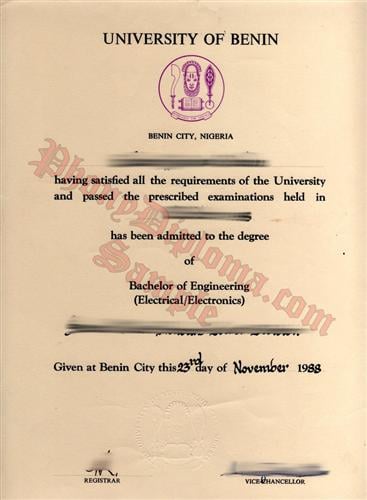 UNIVERSITY OF BENIN
BENIN CITY, NIGERIA
having satisfied all the requirements of the University
and passed the prescribed examinations held in
has been admitted to the degree
of
Bachelor of Engineering
(Electrical/Electronics)
Given at Benin City this 23rd day of November 1988
REGISTRAR
VICE-CHANCELLOR
PhonyDiploma.com
Sample